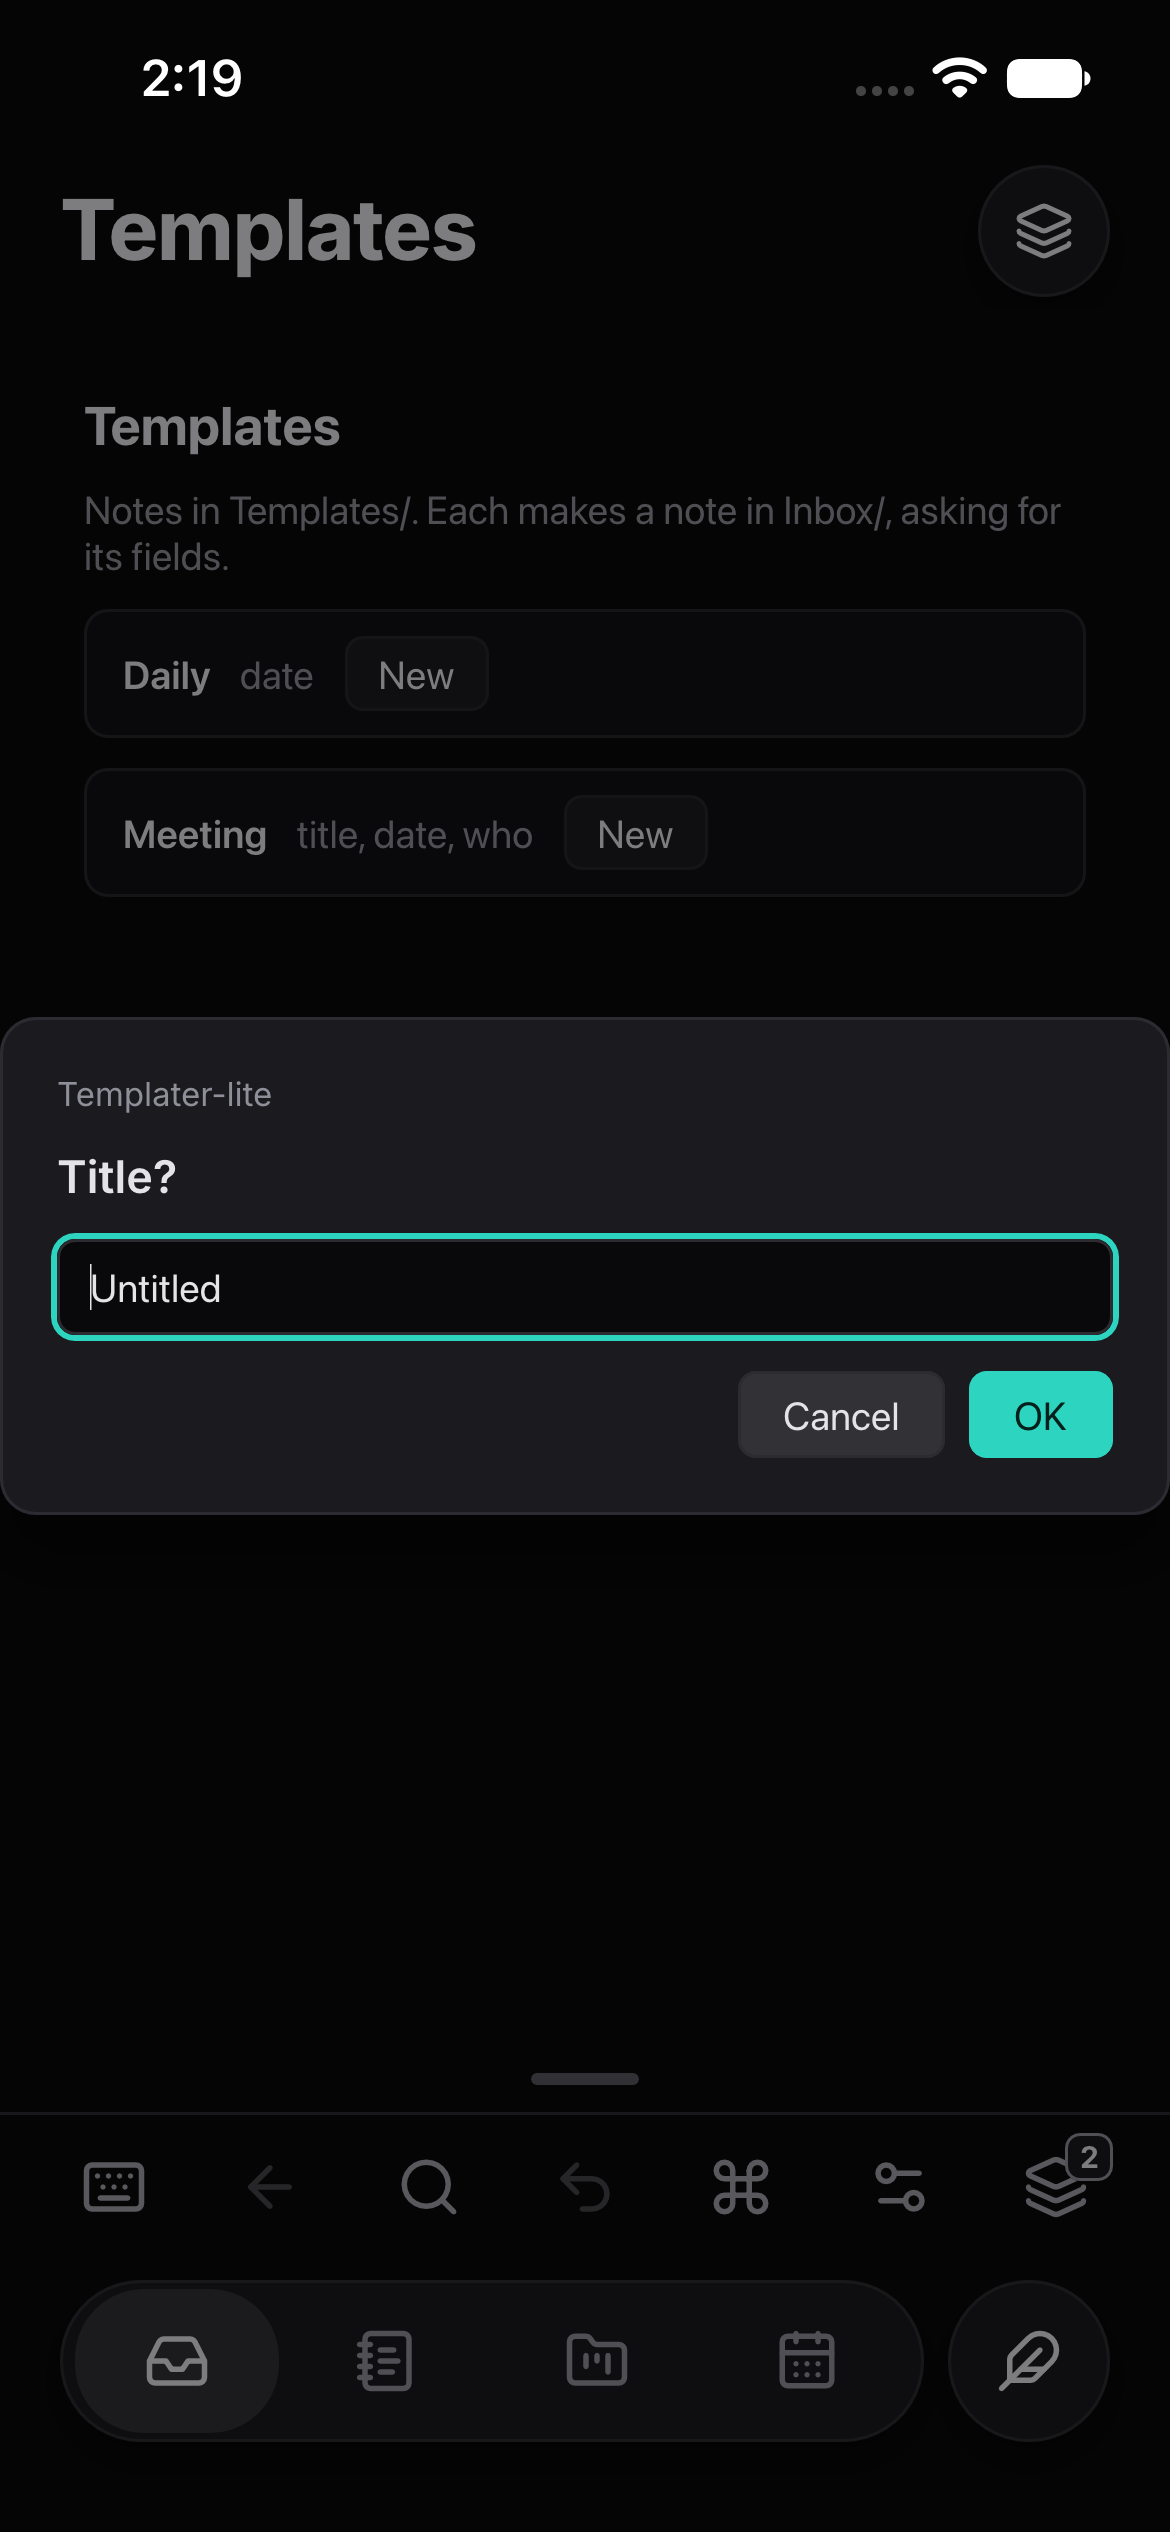 2:19
Templates
Templates
Notes in Templates/. Each makes a note in Inbox/, asking for
its fields.
Daily date New
Meeting title, date, who New
Templater-lite
Title?
Untitled
Cancel OK
2